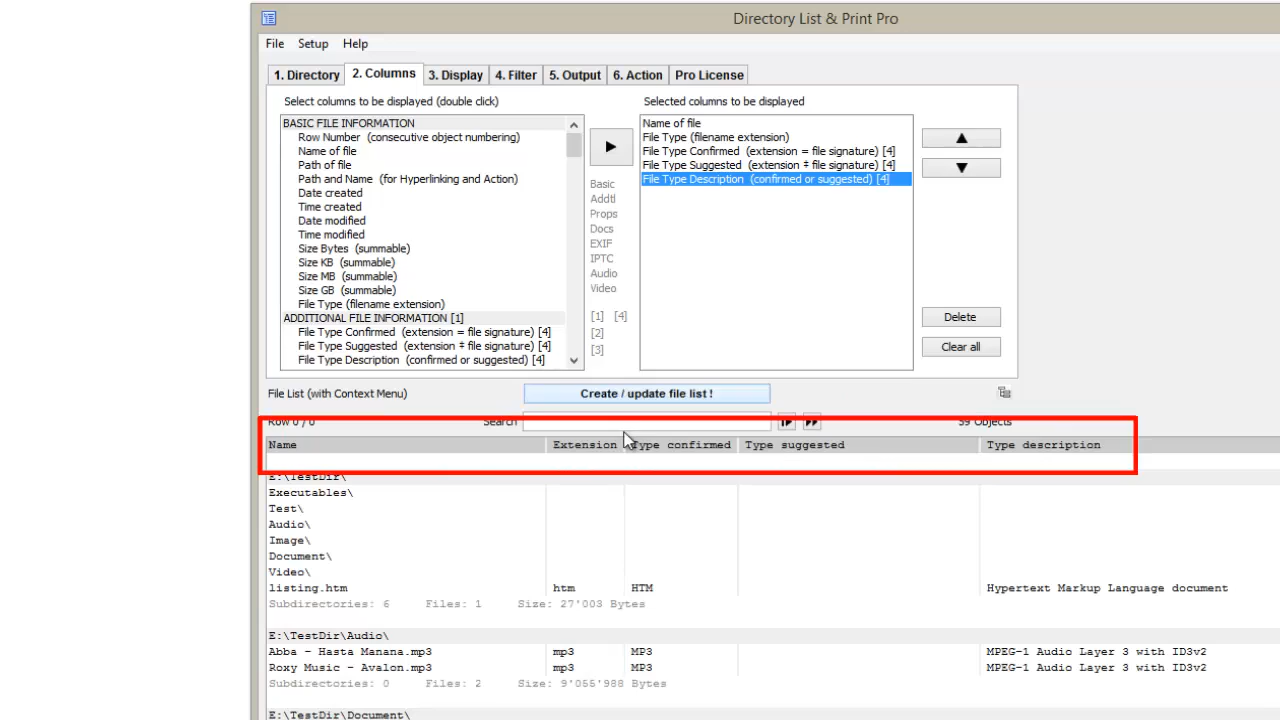 Directory List & Print Pro
File Setup Help
1. Directory 2. Columns 3. Display 4. Filter 5. Output 6. Action Pro License
Select columns to be displayed (double click)
BASIC FILE INFORMATION
Row Number (consecutive object numbering)
Name of file
Path of file
Path and Name (for Hyperlinking and Action)
Date created
Time created
Date modified
Time modified
Size Bytes (summable)
Size KB (summable)
Size MB (summable)
Size GB (summable)
File Type (filename extension)
ADDITIONAL FILE INFORMATION [1]
File Type Confirmed (extension = file signature) [4]
File Type Suggested (extension ≠ file signature) [4]
File Type Description (confirmed or suggested) [4]
Basic
Addtl
Props
Docs
EXIF
IPTC
Audio
Video
[1] [4]
[2]
[3]
Selected columns to be displayed
Name of file
File Type (filename extension)
File Type Confirmed (extension = file signature) [4]
File Type Suggested (extension ≠ file signature) [4]
File Type Description (confirmed or suggested) [4]
Delete
Clear all
File List (with Context Menu) Create / update file list !
Row 0 / 0 Search 39 Objects
Name Extension Type confirmed Type suggested Type description
E:\TestDir\
Executables\
Test\
Audio\
Image\
Document\
Video\
listing.htm htm HTM Hypertext Markup Language document
Subdirectories: 6 Files: 1 Size: 27'003 Bytes
E:\TestDir\Audio\
Abba - Hasta Manana.mp3 mp3 MP3 MPEG-1 Audio Layer 3 with ID3v2
Roxy Music - Avalon.mp3 mp3 MP3 MPEG-1 Audio Layer 3 with ID3v2
Subdirectories: 0 Files: 2 Size: 9'055'988 Bytes
E:\TestDir\Document\